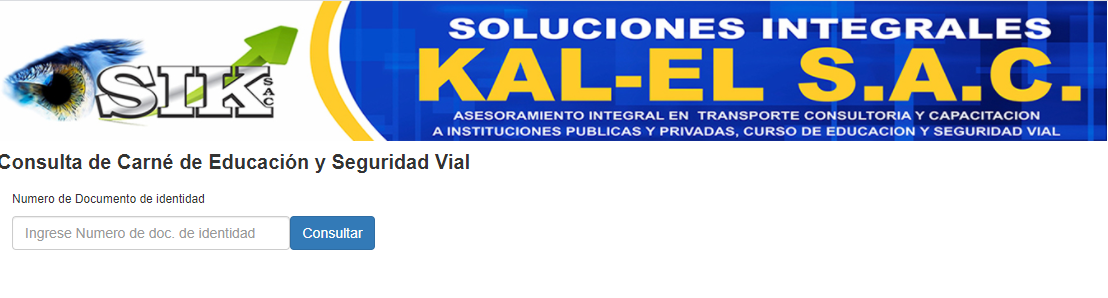 SIK
SAC
SOLUCIONES INTEGRALES
KAL-EL S.A.C.
ASESORAMIENTO INTEGRAL EN TRANSPORTE CONSULTORIA Y CAPACITACION
A INSTITUCIONES PUBLICAS Y PRIVADAS, CURSO DE EDUCACION Y SEGURIDAD VIAL
Consulta de Carné de Educación y Seguridad Vial
Numero de Documento de identidad
Ingrese Numero de doc. de identidad Consultar